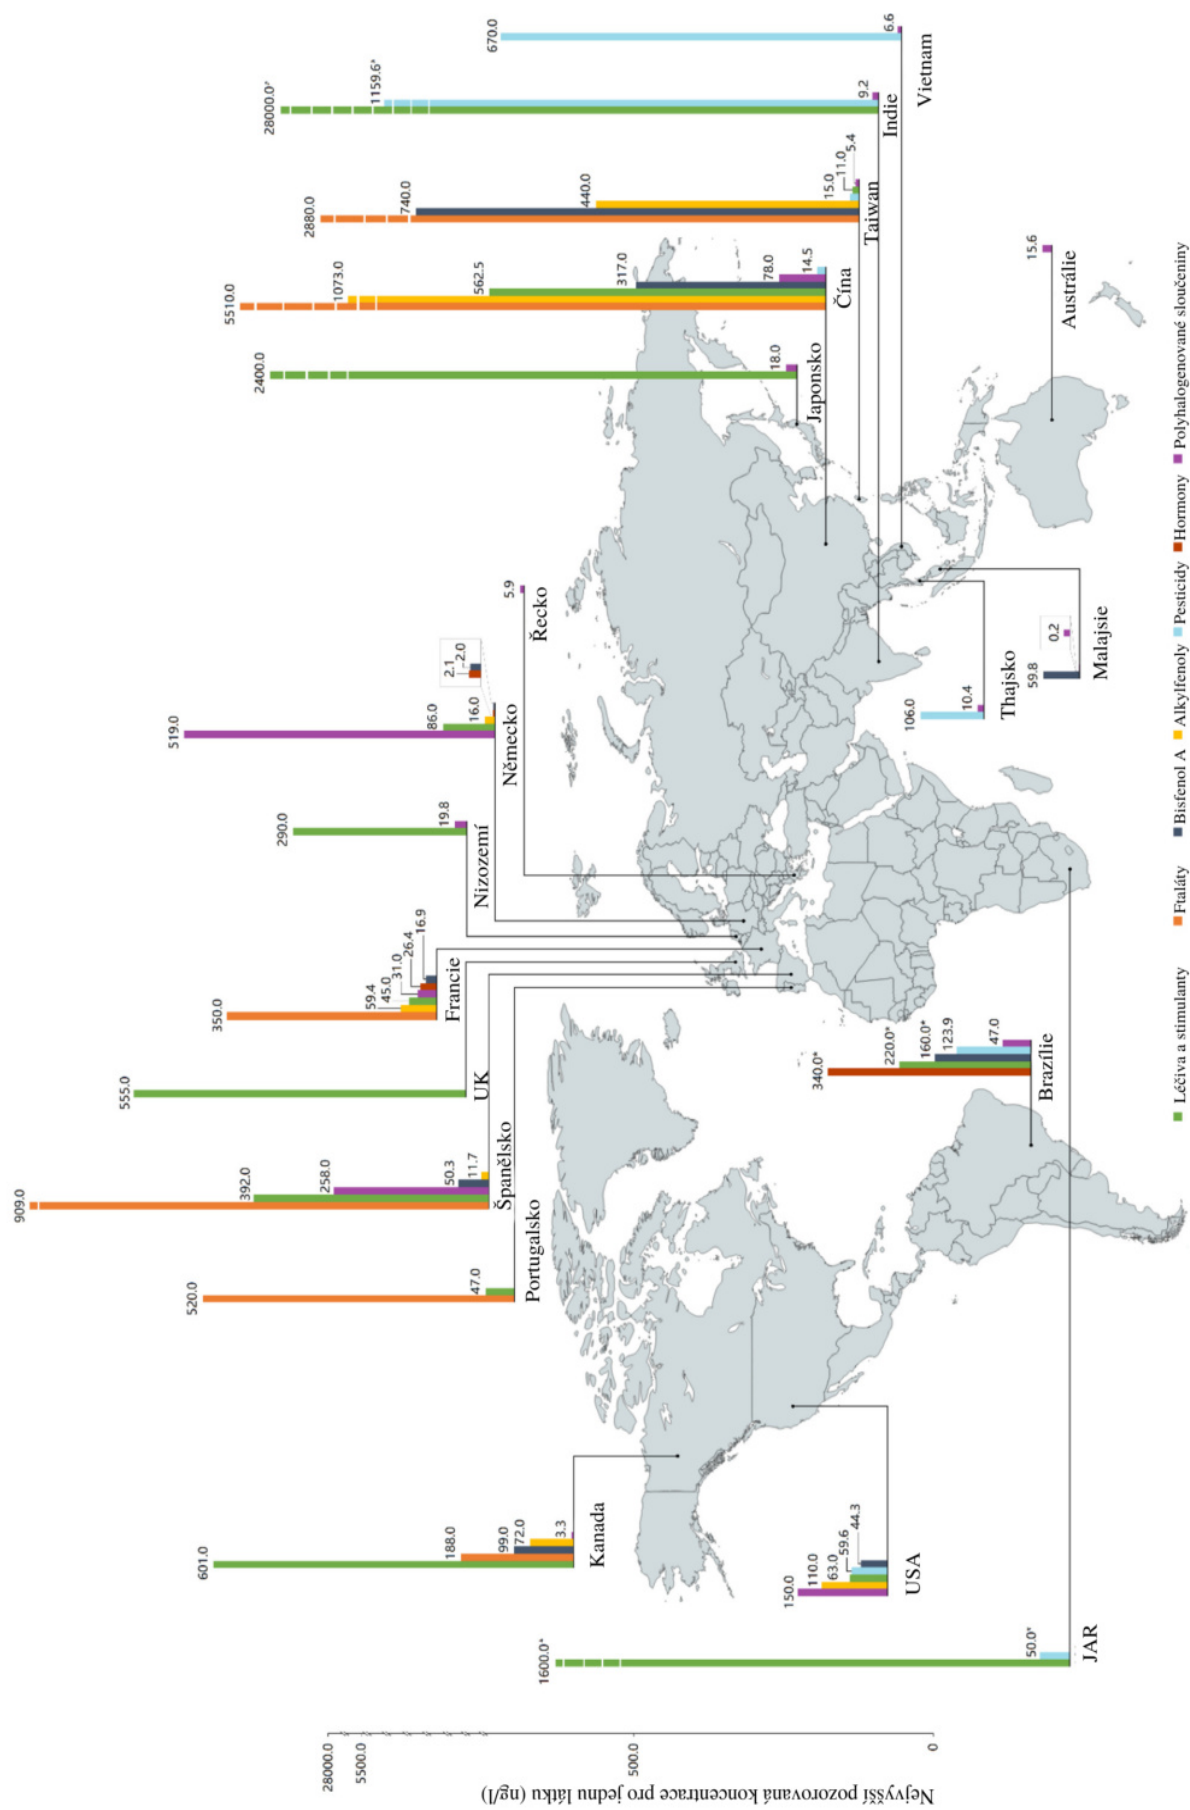 Nejvyšší pozorovaná koncentrace pro jednu látku (ng/l)
28000.0
5500.0
500.0
0
1600.0*
50.0*
JAR
601.0
188.0
99.0
72.0
3.3
Kanada
150.0
110.0
63.0
59.6
44.3
USA
520.0
47.0
Portugalsko
909.0
392.0
258.0
50.3
11.7
Španělsko
555.0
UK
350.0
59.4
45.0
31.0
26.4
16.9
Francie
340.0*
220.0*
160.0*
123.9
47.0
Brazílie
290.0
19.8
Nizozemí
519.0
86.0
16.0
2.1
2.0
Německo
5.9
Řecko
106.0
10.4
Thajsko
59.8
0.2
Malajsie
2400.0
18.0
Japonsko
5510.0
1073.0
562.5
317.0
78.0
14.5
Čína
2880.0
740.0
440.0
15.0
11.0
5.4
Taiwan
28000.0*
1159.6*
9.2
Indie
670.0
6.6
Vietnam
15.6
Austrálie
Léčiva a stimulanty
Ftaláty
Bisfenol A
Alkylfenoly
Pesticidy
Hormony
Polyhalogenované sloučeniny